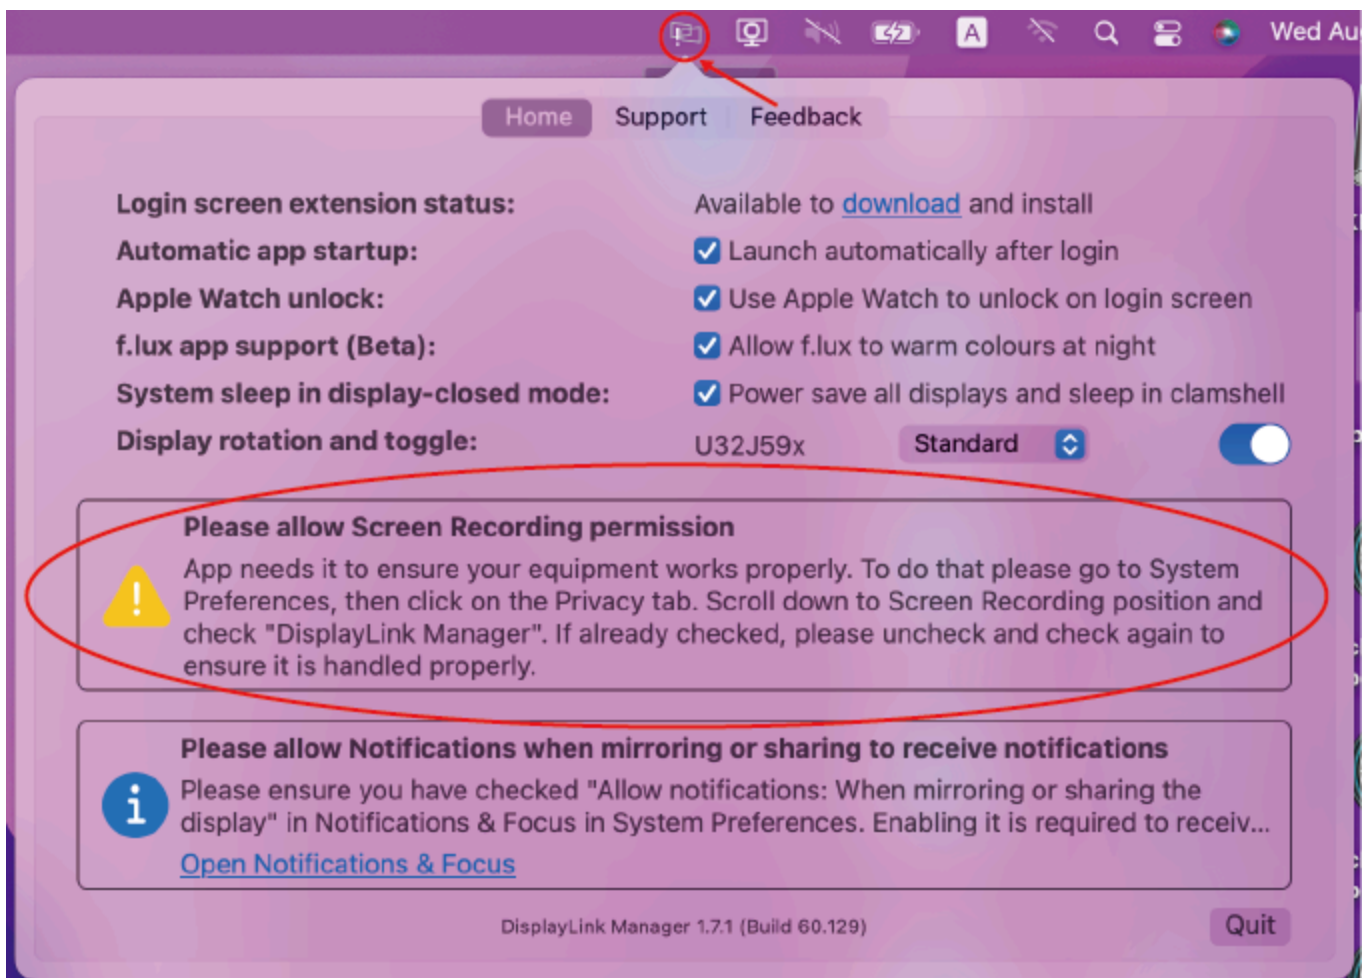 A
Wed Au
Home
Support
Feedback
Login screen extension status:
Available to download and install
Automatic app startup:
Launch automatically after login
Apple Watch unlock:
Use Apple Watch to unlock on login screen
f.lux app support (Beta):
Allow f.lux to warm colours at night
System sleep in display-closed mode:
Power save all displays and sleep in clamshell
Display rotation and toggle:
U32J59x
Standard
Please allow Screen Recording permission
App needs it to ensure your equipment works properly. To do that please go to System
Preferences, then click on the Privacy tab. Scroll down to Screen Recording position and
check "DisplayLink Manager". If already checked, please uncheck and check again to
ensure it is handled properly.
Please allow Notifications when mirroring or sharing to receive notifications
Please ensure you have checked "Allow notifications: When mirroring or sharing the
display" in Notifications & Focus in System Preferences. Enabling it is required to receiv...
Open Notifications & Focus
DisplayLink Manager 1.7.1 (Build 60.129)
Quit